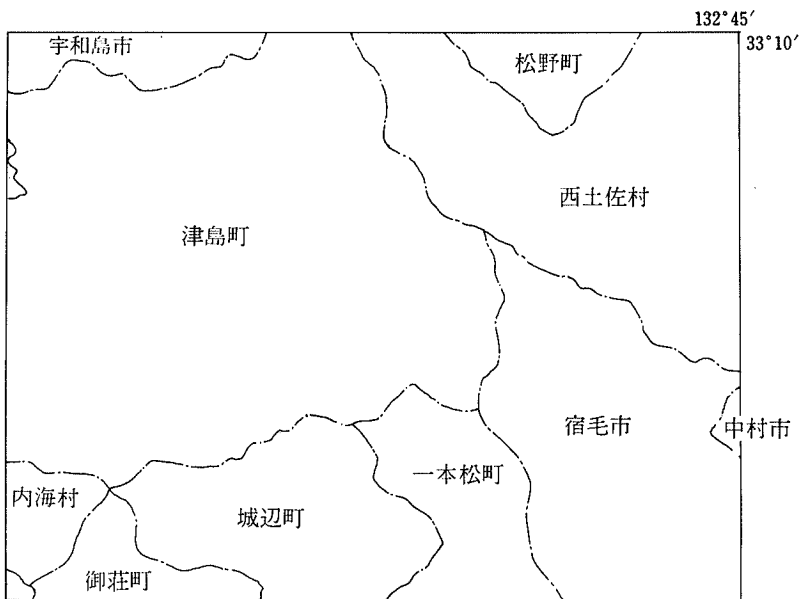 132°45′
33°10′
宇和島市
松野町
西土佐村
津島町
宿毛市
中村市
一本松町
内海村
城辺町
御荘町